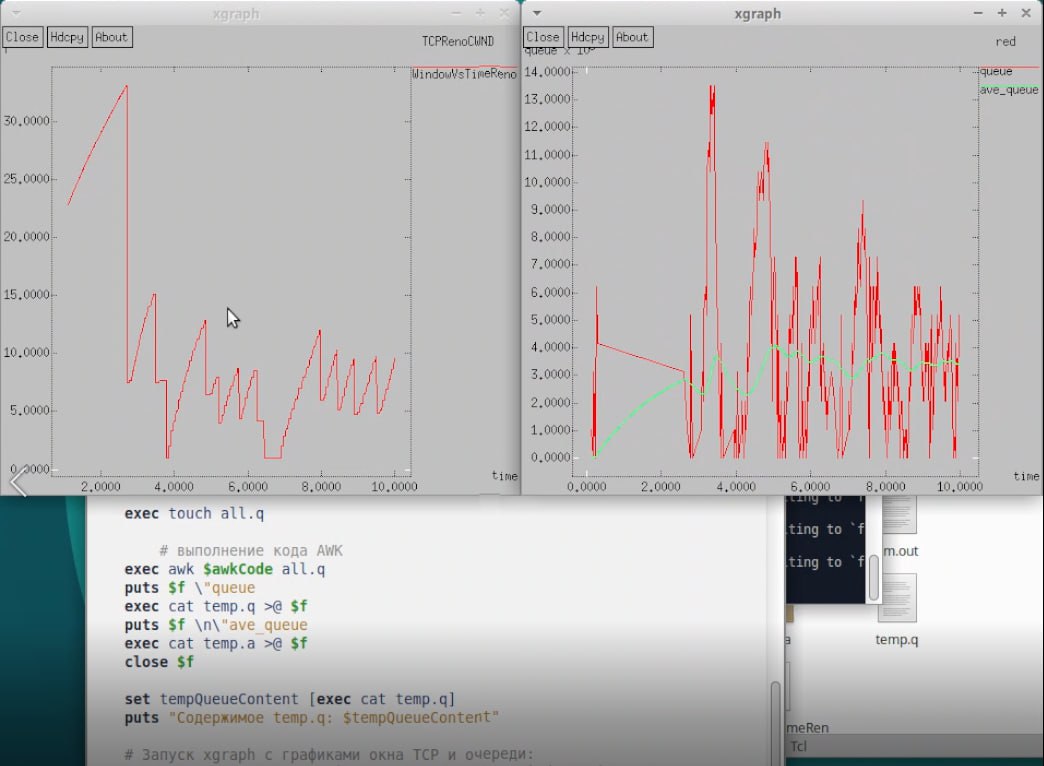 xgraph
Close Hdcpy About
TCPRenoCWND
WindowVsTimeReno
30,0000
25,0000
20,0000
15,0000
10,0000
5,0000
0,0000
time
2,0000 4,0000 6,0000 8,0000 10,0000
xgraph
Close Hdcpy About
red
queue x 10³
queue
ave_queue
14,0000
13,0000
12,0000
11,0000
10,0000
9,0000
8,0000
7,0000
6,0000
5,0000
4,0000
3,0000
2,0000
1,0000
0,0000
time
0,0000 2,0000 4,0000 6,0000 8,0000 10,0000
exec touch all.q
# выполнение кода AWK
exec awk $awkCode all.q
puts $f \"queue
exec cat temp.q >@ $f
puts $f \n\"ave_queue
exec cat temp.a >@ $f
close $f
set tempQueueContent [exec cat temp.q]
puts "Содержимое temp.q: $tempQueueContent"
# Запуск xgraph с графиками окна TCP и очереди:
ting to `f
ting to `f
ting to `f
m.out
temp.q
a
meRen
Tcl